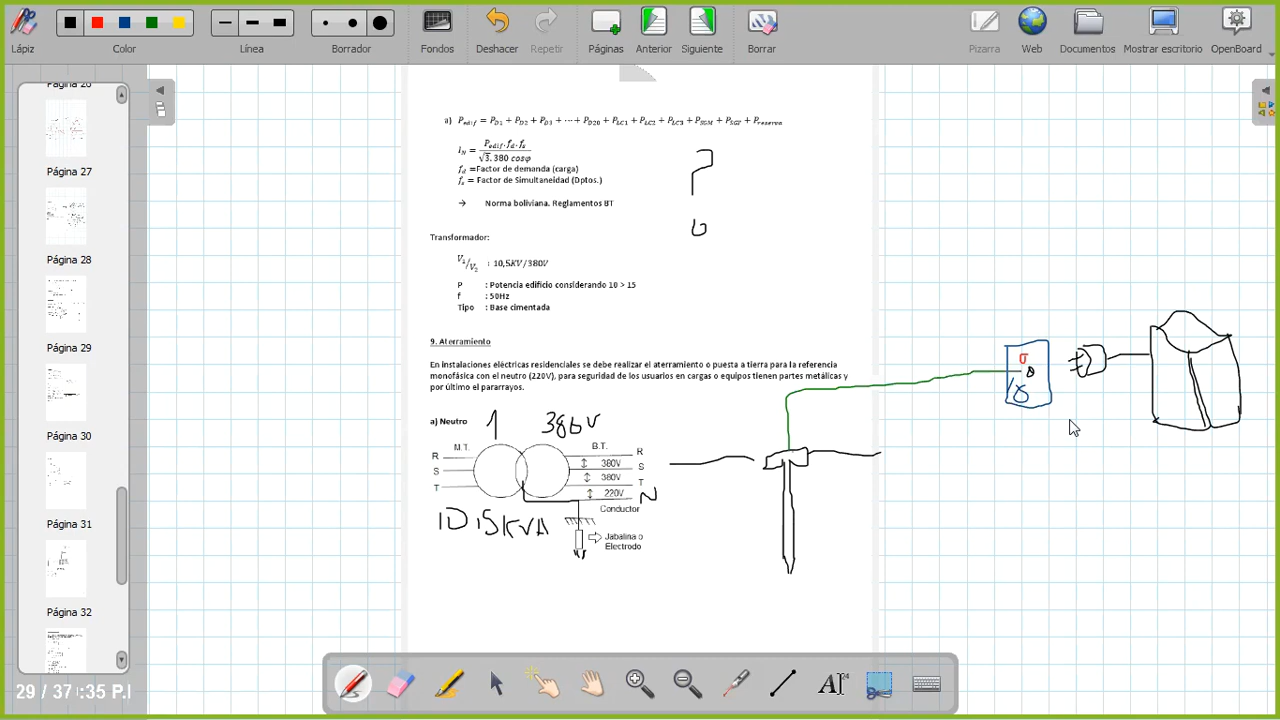 Lápiz
Color
Línea
Borrador
Fondos
Deshacer
Repetir
Páginas
Anterior
Siguiente
Borrar
Pizarra
Web
Documentos
Mostrar escritorio
OpenBoard
Página 27
Página 28
Página 29
Página 30
Página 31
Página 32
29 / 37
:35 P.I
P_edif = P_D1 + P_D2 + P_D3 + ⋯ + P_D20 + P_LC1 + P_LC2 + P_LC3 + P_SGM + P_SGF + P_reserva
I_N = P_edif. f_d. f_s / √3. 380 cosφ
f_d =Factor de demanda (carga)
f_s = Factor de Simultaneidad (Dptos.)
→ Norma boliviana. Reglamentos BT
Transformador:
: 10,5KV/380V
P : Potencia edificio considerando 10 > 15
f : 50Hz
Tipo : Base cimentada
9. Aterramiento
En instalaciones eléctricas residenciales se debe realizar el aterramiento o puesta a tierra para la referencia
monofásica con el neutro (220V), para seguridad de los usuarios en cargas o equipos tienen partes metálicas y
por último el pararrayos.
a) Neutro
380V
M.T.
B.T.
R
R
S
380V
S
T
380V
T
220V
N
Conductor
Jabalina o
Electrodo